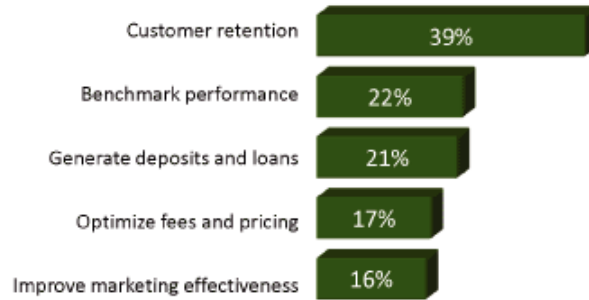 Customer retention 39%
Benchmark performance 22%
Generate deposits and loans 21%
Optimize fees and pricing 17%
Improve marketing effectiveness 16%